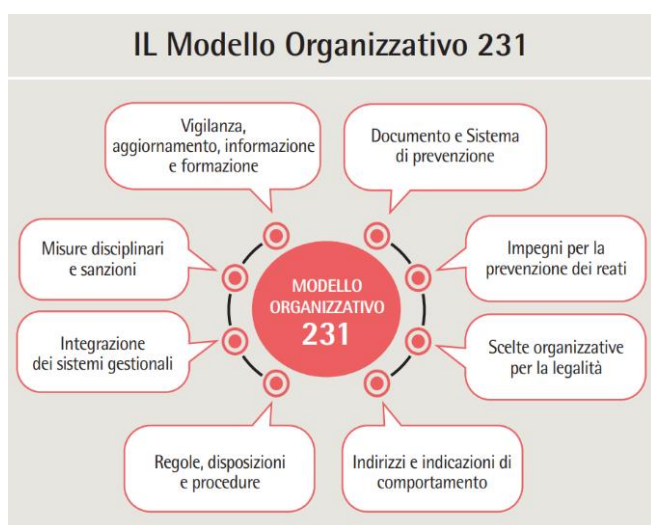 IL Modello Organizzativo 231
Vigilanza,
aggiornamento, informazione
e formazione
Documento e Sistema
di prevenzione
Misure disciplinari
e sanzioni
Impegni per la
prevenzione dei reati
MODELLO
ORGANIZZATIVO
231
Integrazione
dei sistemi gestionali
Scelte organizzative
per la legalità
Regole, disposizioni
e procedure
Indirizzi e indicazioni di
comportamento